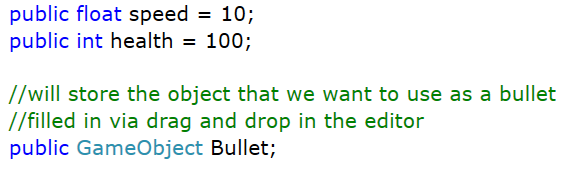 public float speed = 10;
public int health = 100;
//will store the object that we want to use as a bullet
//filled in via drag and drop in the editor
public GameObject Bullet;